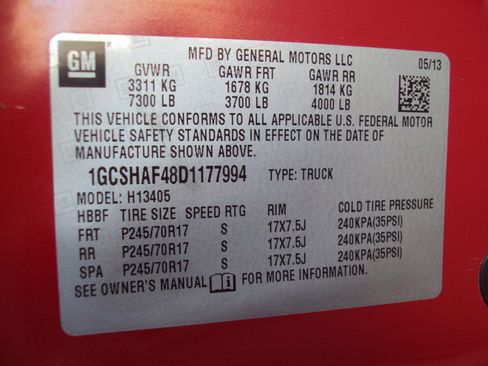 GM
MFD BY GENERAL MOTORS LLC
05/13
GVWR GAWR FRT GAWR RR
3311 KG 1678 KG 1814 KG
7300 LB 3700 LB 4000 LB
THIS VEHICLE CONFORMS TO ALL APPLICABLE U.S. FEDERAL MOTOR
VEHICLE SAFETY STANDARDS IN EFFECT ON THE DATE OF
MANUFACTURE SHOWN ABOVE.
1GCSHAF48D1177994 TYPE: TRUCK
MODEL: H13405
HBBF TIRE SIZE SPEED RTG RIM COLD TIRE PRESSURE
FRT P245/70R17 S 17X7.5J 240KPA(35PSI)
RR P245/70R17 S 17X7.5J 240KPA(35PSI)
SPA P245/70R17 S 17X7.5J 240KPA(35PSI)
SEE OWNER'S MANUAL FOR MORE INFORMATION.